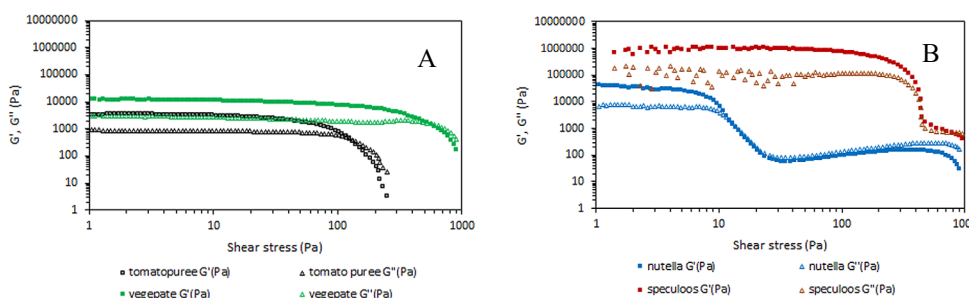 A
G', G'' (Pa)
10000000
1000000
100000
10000
1000
100
10
1
1 10 100 1000
Shear stress (Pa)
tomatopuree G'(Pa) tomato puree G''(Pa)
vegepate G'(Pa) vegepate G''(Pa)
B
G', G'' (Pa)
10000000
1000000
100000
10000
1000
100
10
1
1 10 100 1000
Shear stress (Pa)
nutella G'(Pa) nutella G''(Pa)
speculoos G'(Pa) speculoos G''(Pa)